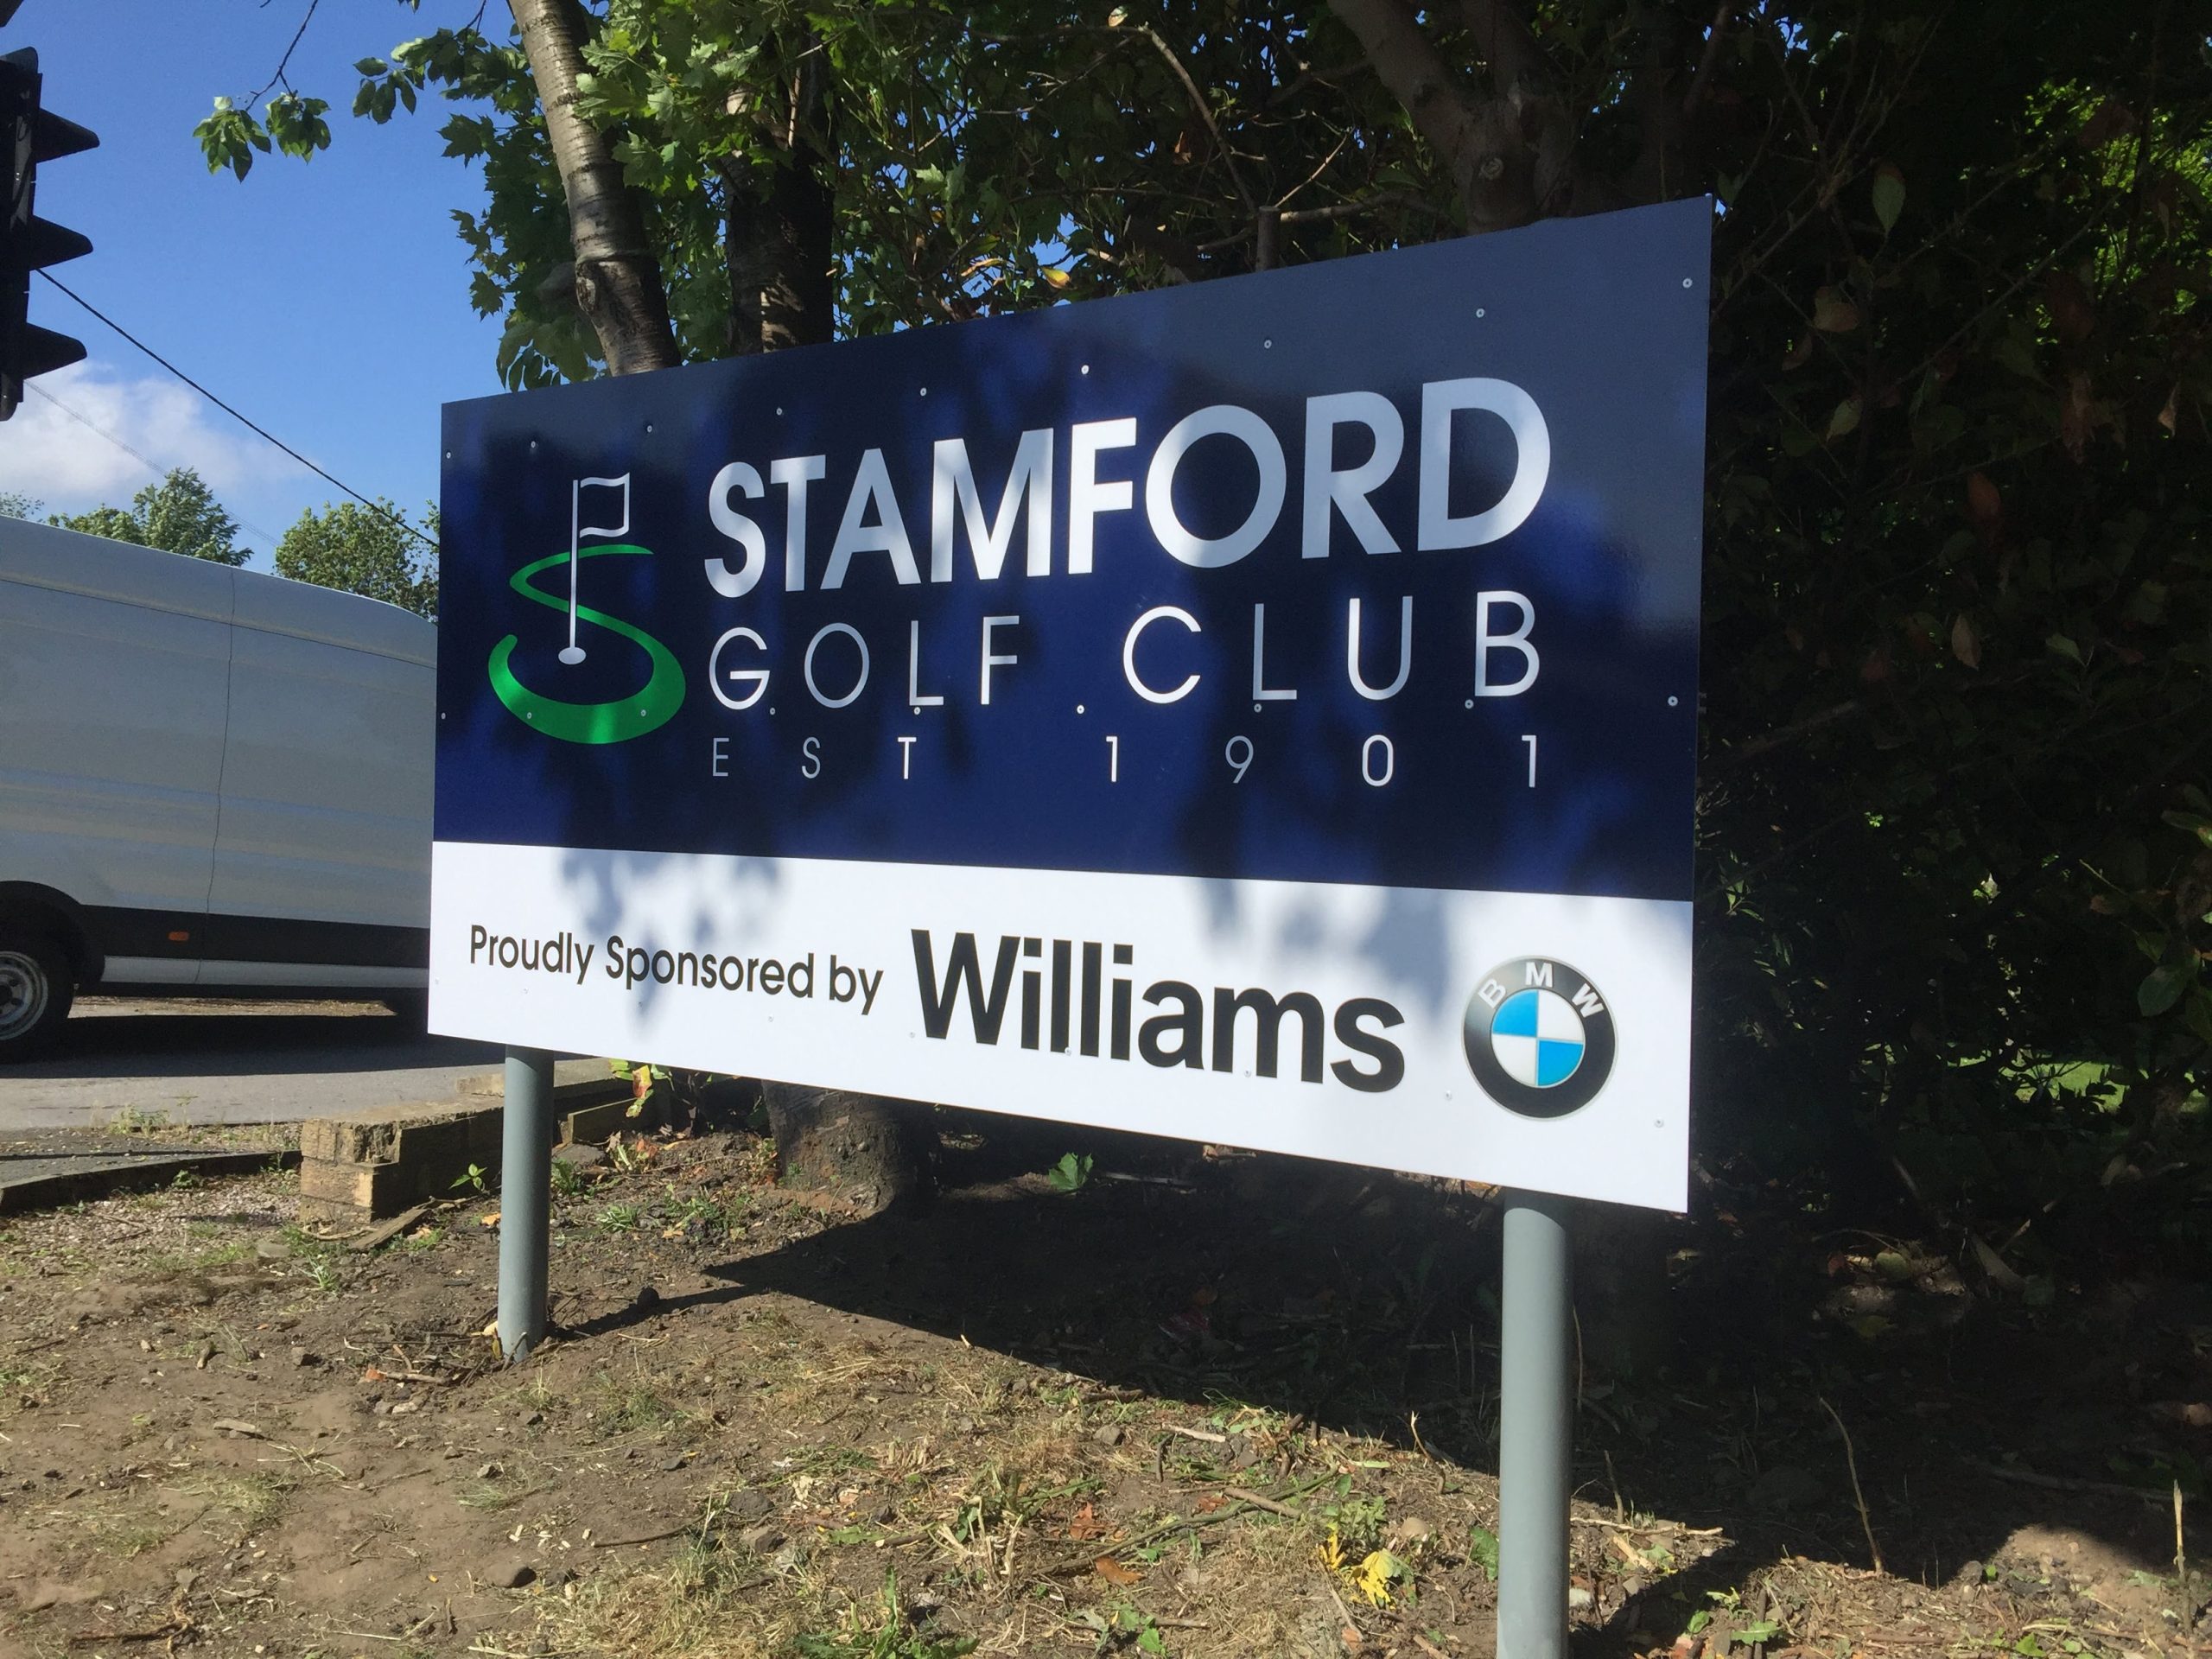 STAMFORD
GOLF CLUB
EST 1901
Proudly Sponsored by Williams
BMW